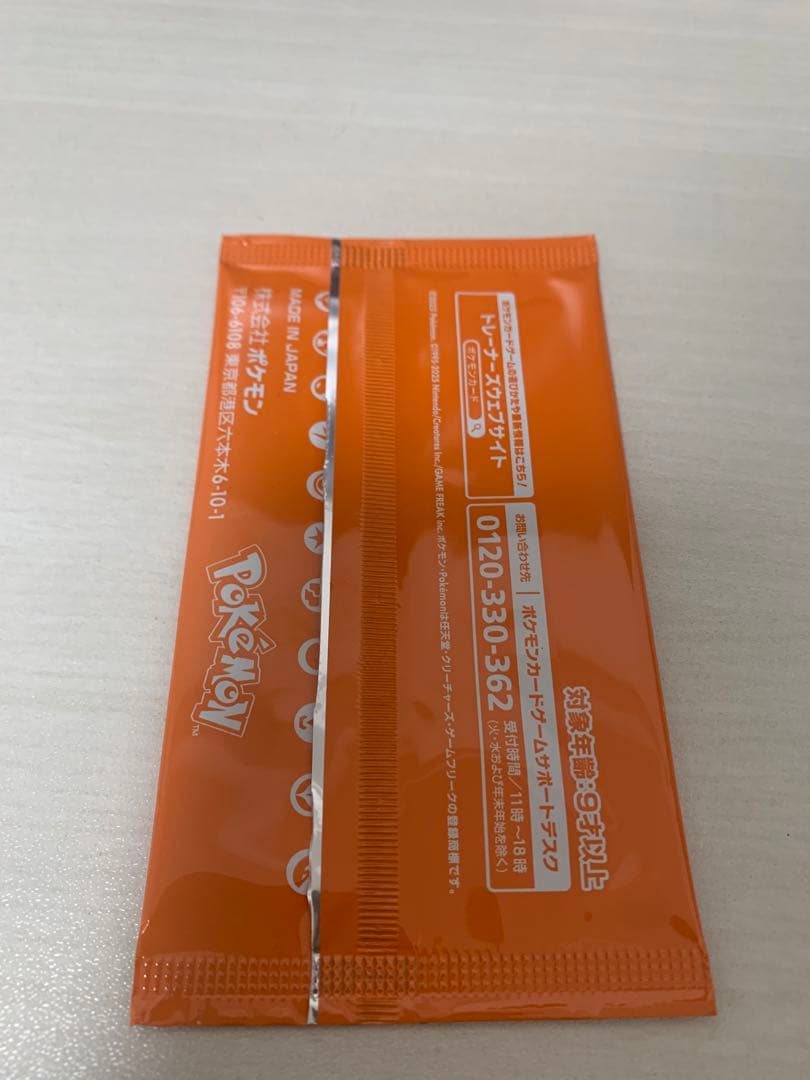 対象年齢：9才以上
ポケモンカードゲームの遊びかたや最新情報はこちら！
トレーナーズウェブサイト
ポケモンカード
お問い合わせ先
ポケモンカードゲームサポートデスク
0120-330-362
受付時間／11時～18時
(火・水および年末年始を除く)
©2025 Pokémon. ©1995-2025 Nintendo/Creatures Inc./GAME FREAK inc. ポケモン・Pokémonは任天堂・クリーチャーズ・ゲームフリークの登録商標です。
MADE IN JAPAN
株式会社 ポケモン
〒106-6108 東京都港区六本木6-10-1
POKéMON
TM